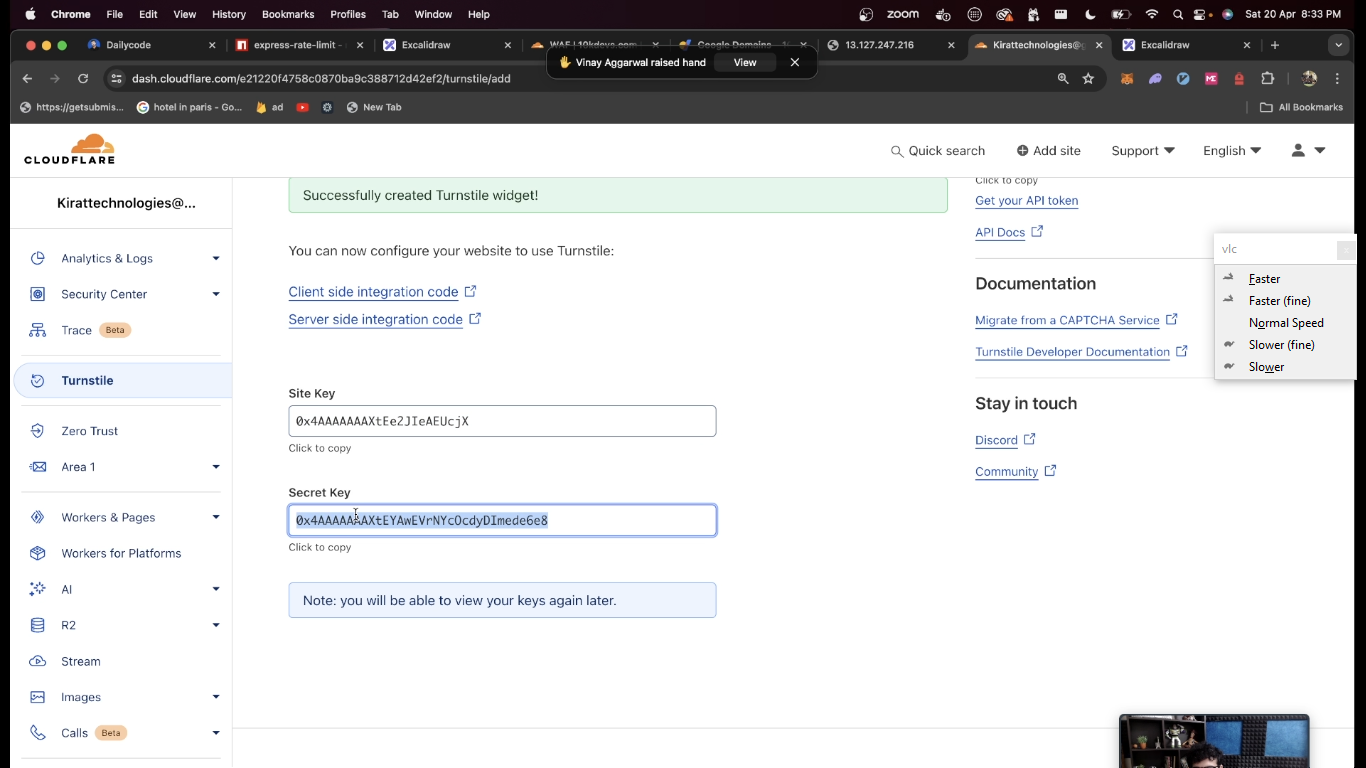 Chrome File Edit View History Bookmarks Profiles Tab Window Help zoom Sat 20 Apr 8:33 PM
Dailycode express-rate-limit - Excalidraw 13.127.247.216 Kirattechnologies@g Excalidraw
👋 Vinay Aggarwal raised hand View
dash.cloudflare.com/e21220f4758c0870ba9c388712d42ef2/turnstile/add
https://getsubmis... hotel in paris - Go... ad New Tab All Bookmarks
CLOUDFLARE Quick search Add site Support English
Kirattechnologies@...
Analytics & Logs
Security Center
Trace Beta
Turnstile
Zero Trust
Area 1
Workers & Pages
Workers for Platforms
AI
R2
Stream
Images
Calls Beta
Successfully created Turnstile widget!
You can now configure your website to use Turnstile:
Client side integration code
Server side integration code
Site Key
0x4AAAAAAAXtEe2JIeAEUcjX
Click to copy
Secret Key
0x4AAAAAAAXtEYAwEVrNYcOcdyDImede6e8
Click to copy
Note: you will be able to view your keys again later.
Click to copy
Get your API token
API Docs
Documentation
Migrate from a CAPTCHA Service
Turnstile Developer Documentation
Stay in touch
Discord
Community
vlc
Faster
Faster (fine)
Normal Speed
Slower (fine)
Slower